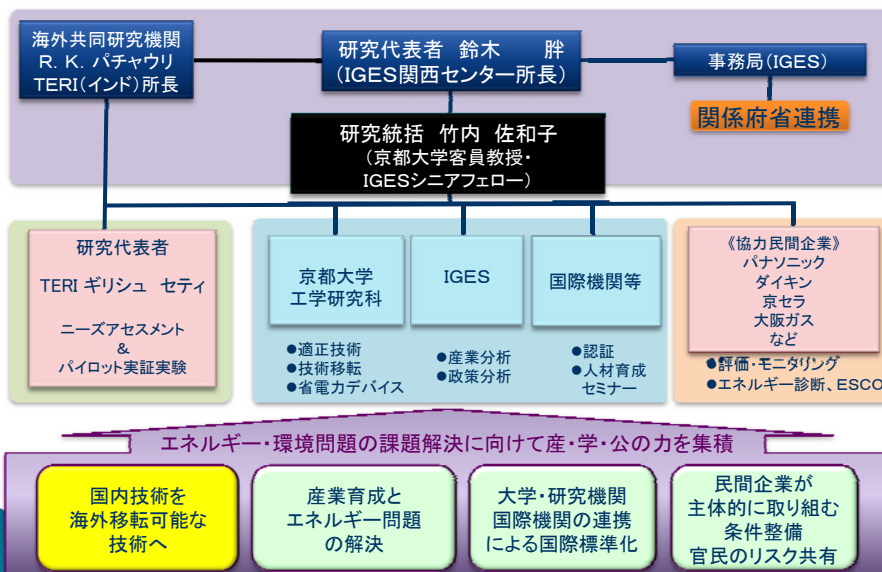 海外共同研究機関
R. K. パチャウリ
TERI(インド)所長
研究代表者 鈴木 胖
(IGES関西センター所長)
事務局(IGES)
関係府省連携
研究統括 竹内 佐和子
(京都大学客員教授・
IGESシニアフェロー)
研究代表者
TERI ギリシュ セティ
ニーズアセスメント
&
パイロット実証実験
京都大学
工学研究科
●適正技術
●技術移転
●省電力デバイス
IGES
●産業分析
●政策分析
国際機関等
●認証
●人材育成
セミナー
《協力民間企業》
パナソニック
ダイキン
京セラ
大阪ガス
など
●評価・モニタリング
●エネルギー診断、ESCO
エネルギー・環境問題の課題解決に向けて産・学・公の力を集積
国内技術を
海外移転可能な
技術へ
産業育成と
エネルギー問題
の解決
大学・研究機関
国際機関の連携
による国際標準化
民間企業が
主体的に取り組む
条件整備
官民のリスク共有